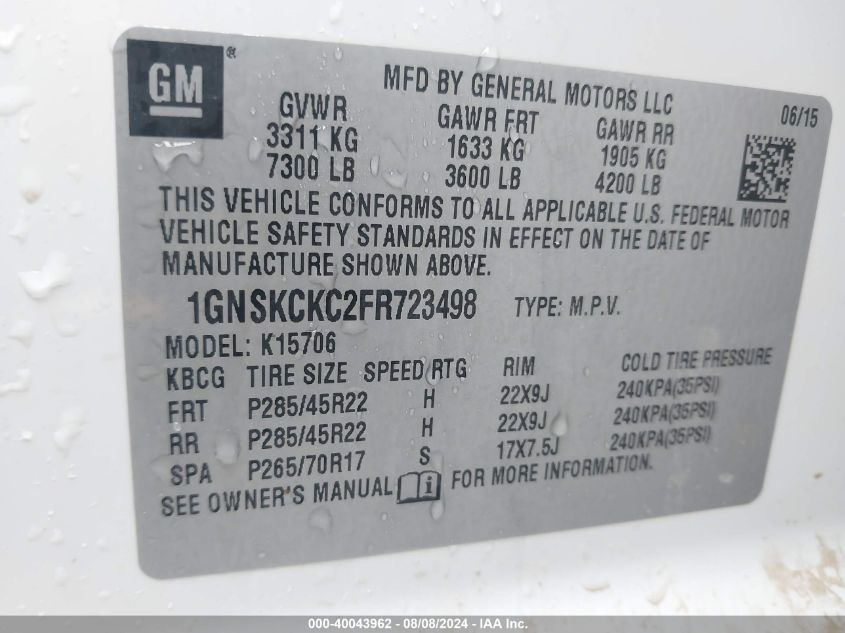 GM ®
MFD BY GENERAL MOTORS LLC
06/15
GVWR GAWR FRT GAWR RR
3311 KG 1633 KG 1905 KG
7300 LB 3600 LB 4200 LB
THIS VEHICLE CONFORMS TO ALL APPLICABLE U.S. FEDERAL MOTOR
VEHICLE SAFETY STANDARDS IN EFFECT ON THE DATE OF
MANUFACTURE SHOWN ABOVE.
1GNSKCKC2FR723498 TYPE: M.P.V.
MODEL: K15706
KBCG TIRE SIZE SPEED RTG RIM COLD TIRE PRESSURE
FRT P285/45R22 H 22X9J 240KPA(35PSI)
RR P285/45R22 H 22X9J 240KPA(35PSI)
SPA P265/70R17 S 17X7.5J 240KPA(35PSI)
SEE OWNER'S MANUAL i FOR MORE INFORMATION.
000-40043962 - 08/08/2024 - IAA Inc.